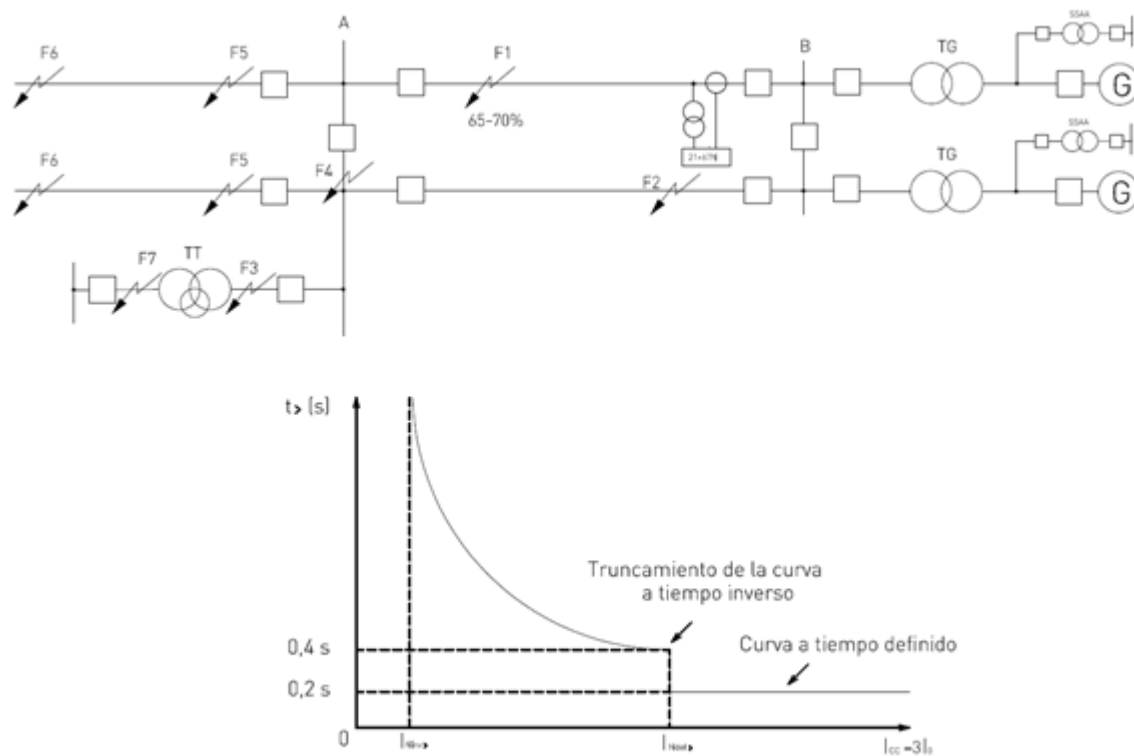 A
B
F6
F5
F1
TG
SSAA
G
65-70%
21+67N
F6
F5
F4
F2
TG
SSAA
G
F7
TT
F3
t> [s]
Truncamiento de la curva
a tiempo inverso
Curva a tiempo definido
0,4 s
0,2 s
0
Icc =3I₀